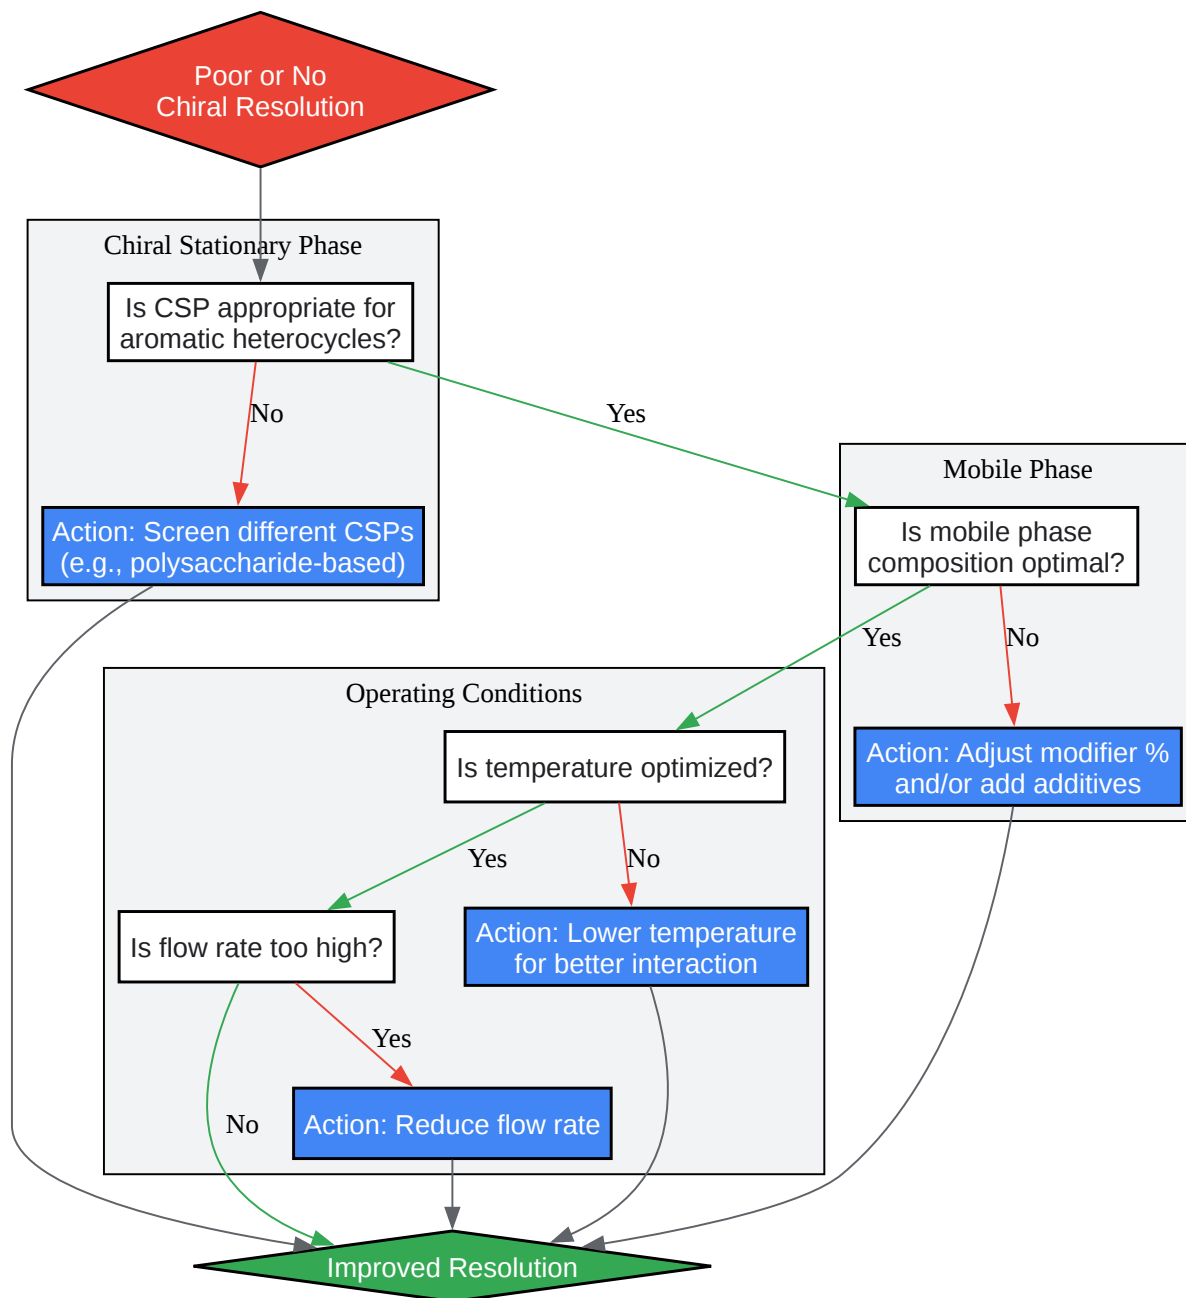 Poor or No
Chiral Resolution
Chiral Stationary Phase
Is CSP appropriate for
aromatic heterocycles?
No
Yes
Action: Screen different CSPs
(e.g., polysaccharide-based)
Mobile Phase
Is mobile phase
composition optimal?
Yes
No
Action: Adjust modifier %
and/or add additives
Operating Conditions
Is temperature optimized?
Yes
No
Is flow rate too high?
Action: Lower temperature
for better interaction
Yes
No
Action: Reduce flow rate
Improved Resolution